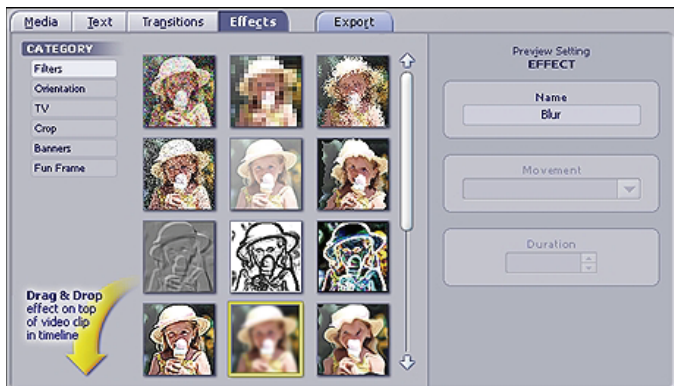 Media Text Transitions Effects Export
CATEGORY
Filters
Orientation
TV
Crop
Banners
Fun Frame
Drag & Drop
effect on top
of video clip
in timeline
Preview Setting
EFFECT
Name
Blur
Movement
Duration